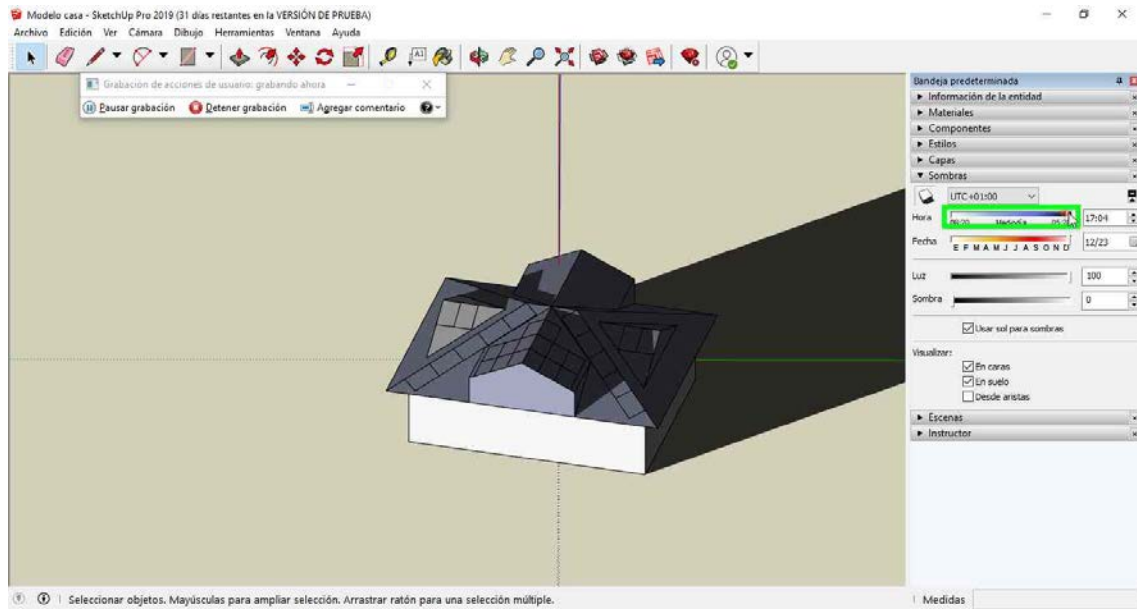 Modelo casa - SketchUp Pro 2019 (31 días restantes en la VERSIÓN DE PRUEBA)
Archivo Edición Ver Cámara Dibujo Herramientas Ventana Ayuda
A1
Grabación de acciones de usuario: grabando ahora
Pausar grabación Detener grabación Agregar comentario
Bandeja predeterminada
Información de la entidad
Materiales
Componentes
Estilos
Capas
Sombras
UTC+01:00
Hora 08:20 Mediodía 17:04
Fecha E F M A M J J A S O N D 12/23
Luz 100
Sombra 0
Usar sol para sombras
Visualizar:
En caras
En suelo
Desde aristas
Escenas
Instructor
Seleccionar objetos. Mayúsculas para ampliar selección. Arrastrar ratón para una selección múltiple.
Medidas